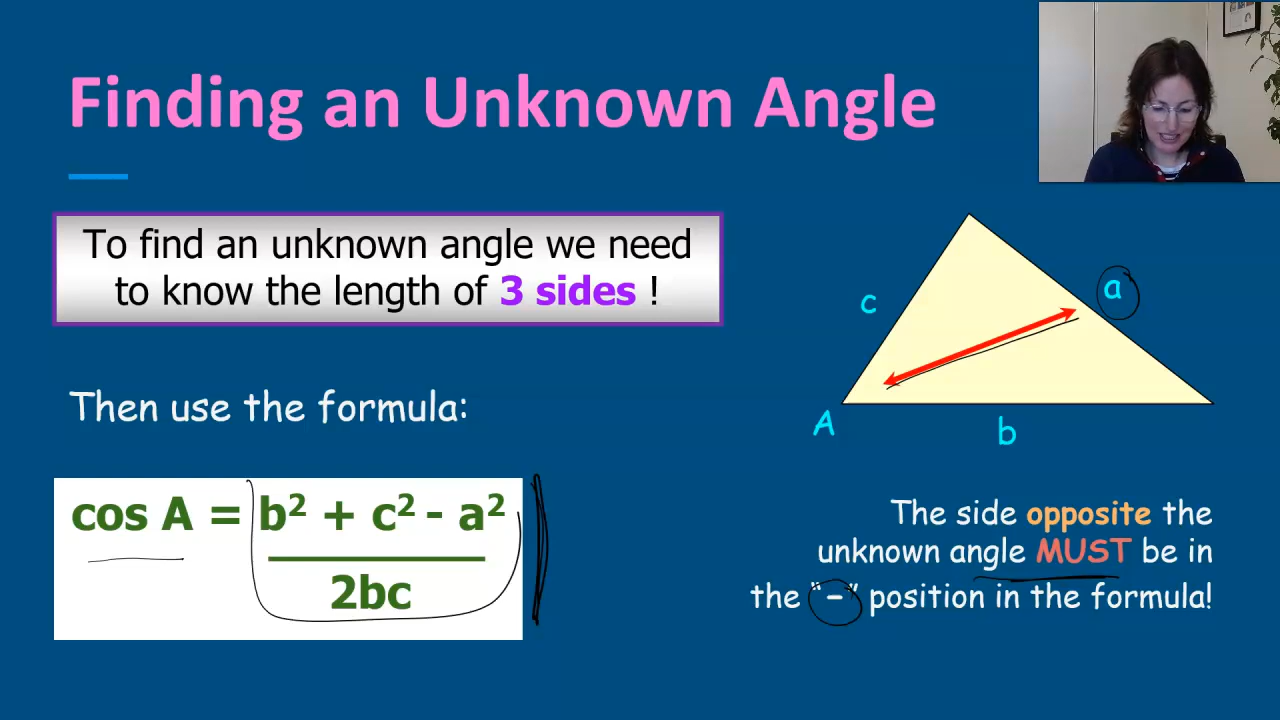 Finding an Unknown Angle
To find an unknown angle we need
to know the length of 3 sides !
Then use the formula:
cos A = b² + c² - a²
2bc
c
a
A
b
The side opposite the
unknown angle MUST be in
the “-” position in the formula!